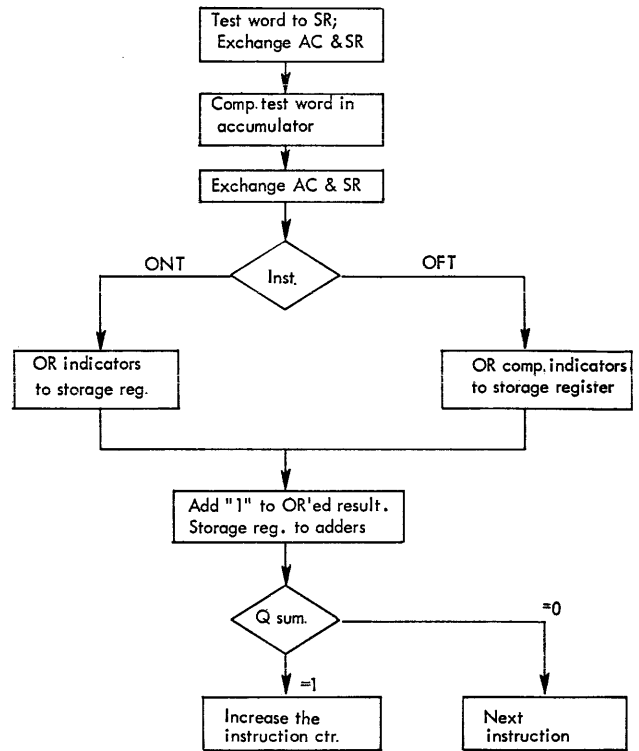 Test word to SR;
Exchange AC & SR
Comp. test word in
accumulator
Exchange AC & SR
Inst.
ONT
OFT
OR indicators
to storage reg.
OR comp. indicators
to storage register
Add "1" to OR'ed result.
Storage reg. to adders
Q sum.
=0
=1
Increase the
instruction ctr.
Next
instruction